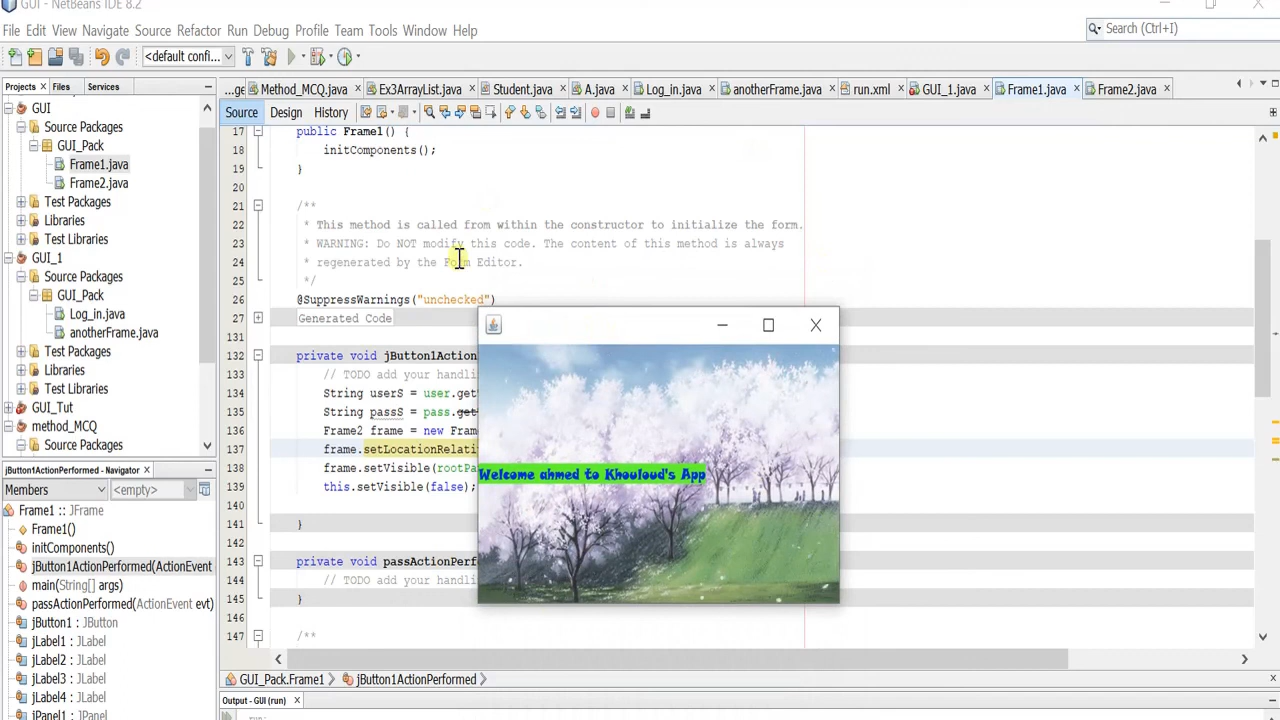 GUI - NetBeans IDE 8.2
File Edit View Navigate Source Refactor Run Debug Profile Team Tools Window Help
Search (Ctrl+I)
<default confi...
Projects Files Services
...ge Method_MCQ.java Ex3ArrayList.java Student.java A.java Log_in.java anotherFrame.java run.xml GUI_1.java Frame1.java Frame2.java
Source Design History
GUI
Source Packages
GUI_Pack
Frame1.java
Frame2.java
Test Packages
Libraries
Test Libraries
GUI_1
Source Packages
GUI_Pack
Log_in.java
anotherFrame.java
Test Packages
Libraries
Test Libraries
GUI_Tut
method_MCQ
Source Packages
jButton1ActionPerformed - Navigator
Members <empty>
Frame1 :: JFrame
Frame1()
initComponents()
jButton1ActionPerformed(ActionEvent
main(String[] args)
passActionPerformed(ActionEvent evt)
jButton1 : JButton
jLabel1 : JLabel
jLabel2 : JLabel
jLabel3 : JLabel
jLabel4 : JLabel
jPanel1 : JPanel
17 public Frame1() {
18 initComponents();
19 }
20
21 /**
22 * This method is called from within the constructor to initialize the form.
23 * WARNING: Do NOT modify this code. The content of this method is always
24 * regenerated by the Form Editor.
25 */
26 @SuppressWarnings("unchecked")
27 Generated Code
131
132 private void jButton1Action
133 // TODO add your handli
134 String userS = user.get
135 String passS = pass.get
136 Frame2 frame = new Fram
137 frame.setLocationRelati
138 frame.setVisible(rootPa
139 this.setVisible(false);
140
141 }
142
143 private void passActionPerf
144 // TODO add your handli
145 }
146
147 /**
Welcome ahmed to Khouloud's App
GUI_Pack.Frame1 jButton1ActionPerformed
Output - GUI (run)
run: